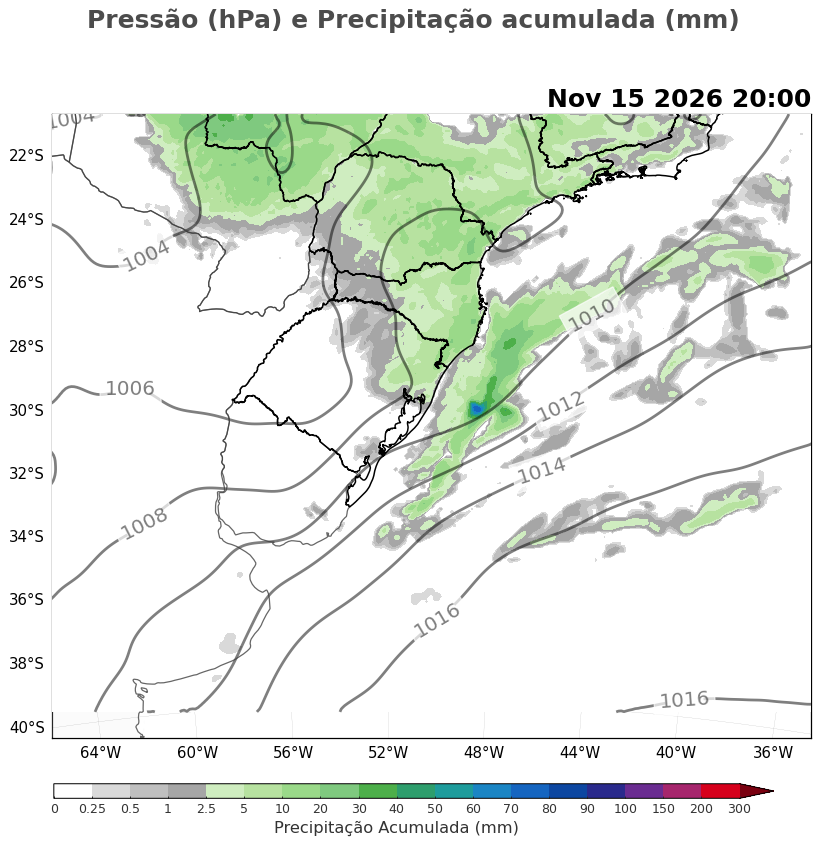 Pressão (hPa) e Precipitação acumulada (mm)
Nov 15 2026 20:00
1004
22°S
24°S
1004
26°S
1010
28°S
1006
1012
30°S
1014
32°S
1008
34°S
36°S
1016
38°S
1016
40°S
64°W 60°W 56°W 52°W 48°W 44°W 40°W 36°W
0 0.25 0.5 1 2.5 5 10 20 30 40 50 60 70 80 90 100 150 200 300
Precipitação Acumulada (mm)